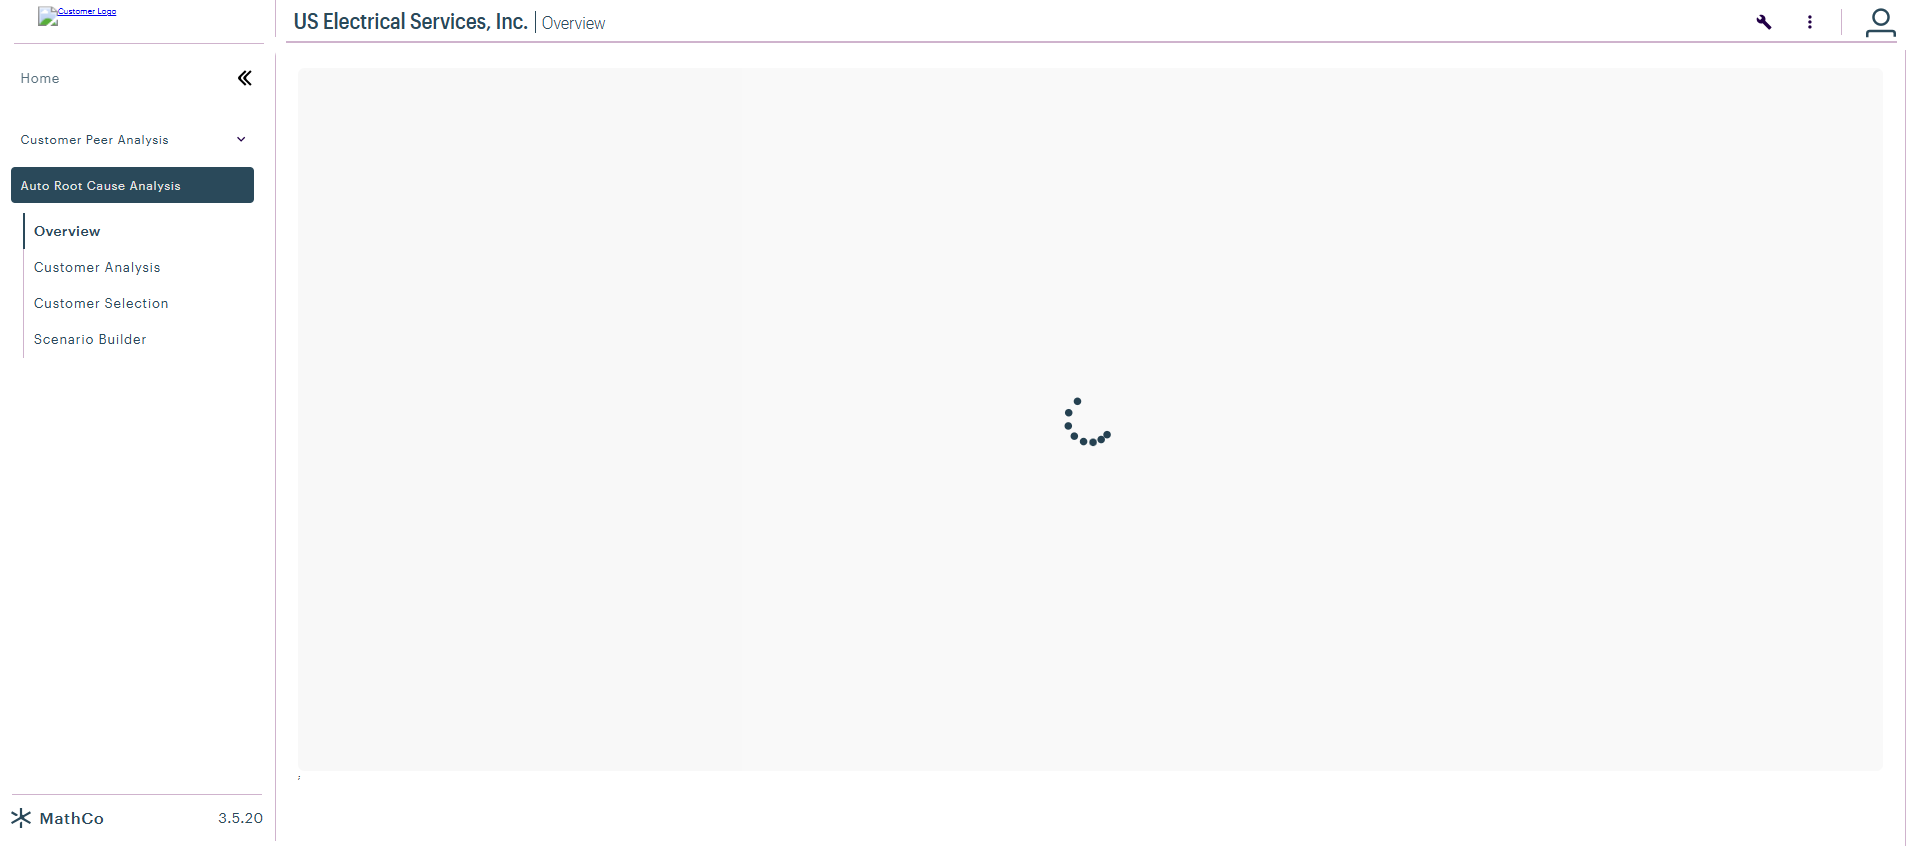 Customer Logo
US Electrical Services, Inc. | Overview
Home
Customer Peer Analysis
Auto Root Cause Analysis
Overview
Customer Analysis
Customer Selection
Scenario Builder
MathCo 3.5.20